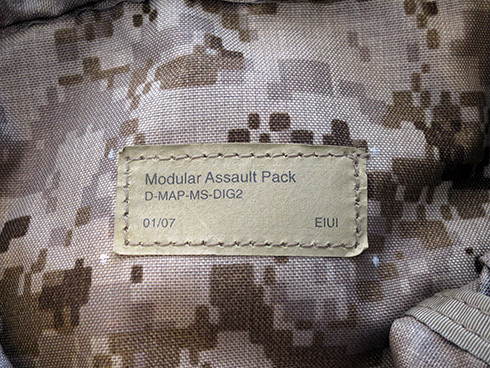 Modular Assault Pack
D-MAP-MS-DIG2
01/07 EIUI